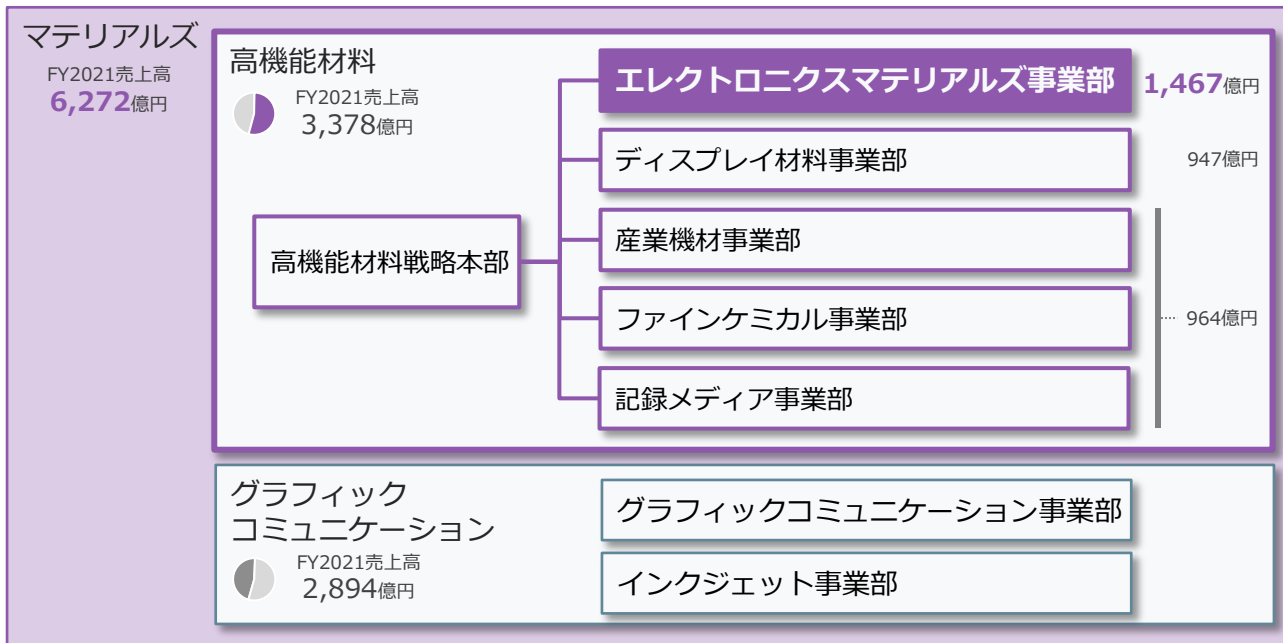 マテリアルズ
FY2021売上高
6,272億円
高機能材料
FY2021売上高
3,378億円
高機能材料戦略本部
エレクトロニクスマテリアルズ事業部 1,467億円
ディスプレイ材料事業部 947億円
産業機材事業部
ファインケミカル事業部 964億円
記録メディア事業部
グラフィック
コミュニケーション
FY2021売上高
2,894億円
グラフィックコミュニケーション事業部
インクジェット事業部